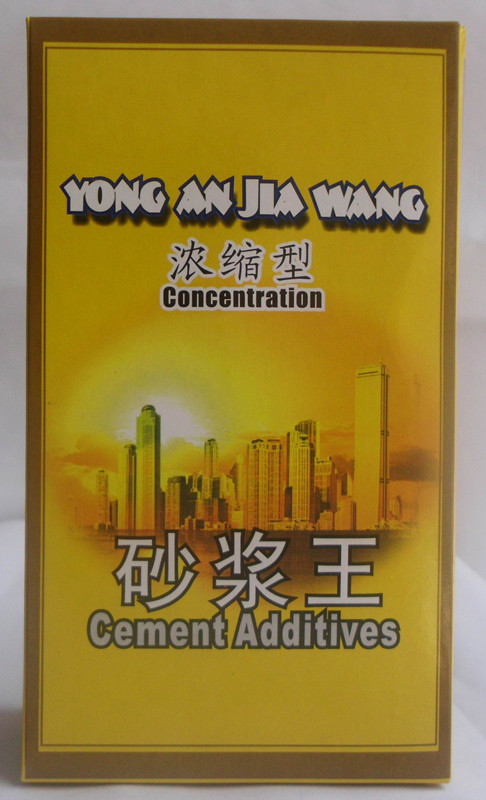 YONG AN JIA WANG
浓缩型
Concentration
砂浆王
Cement Additives